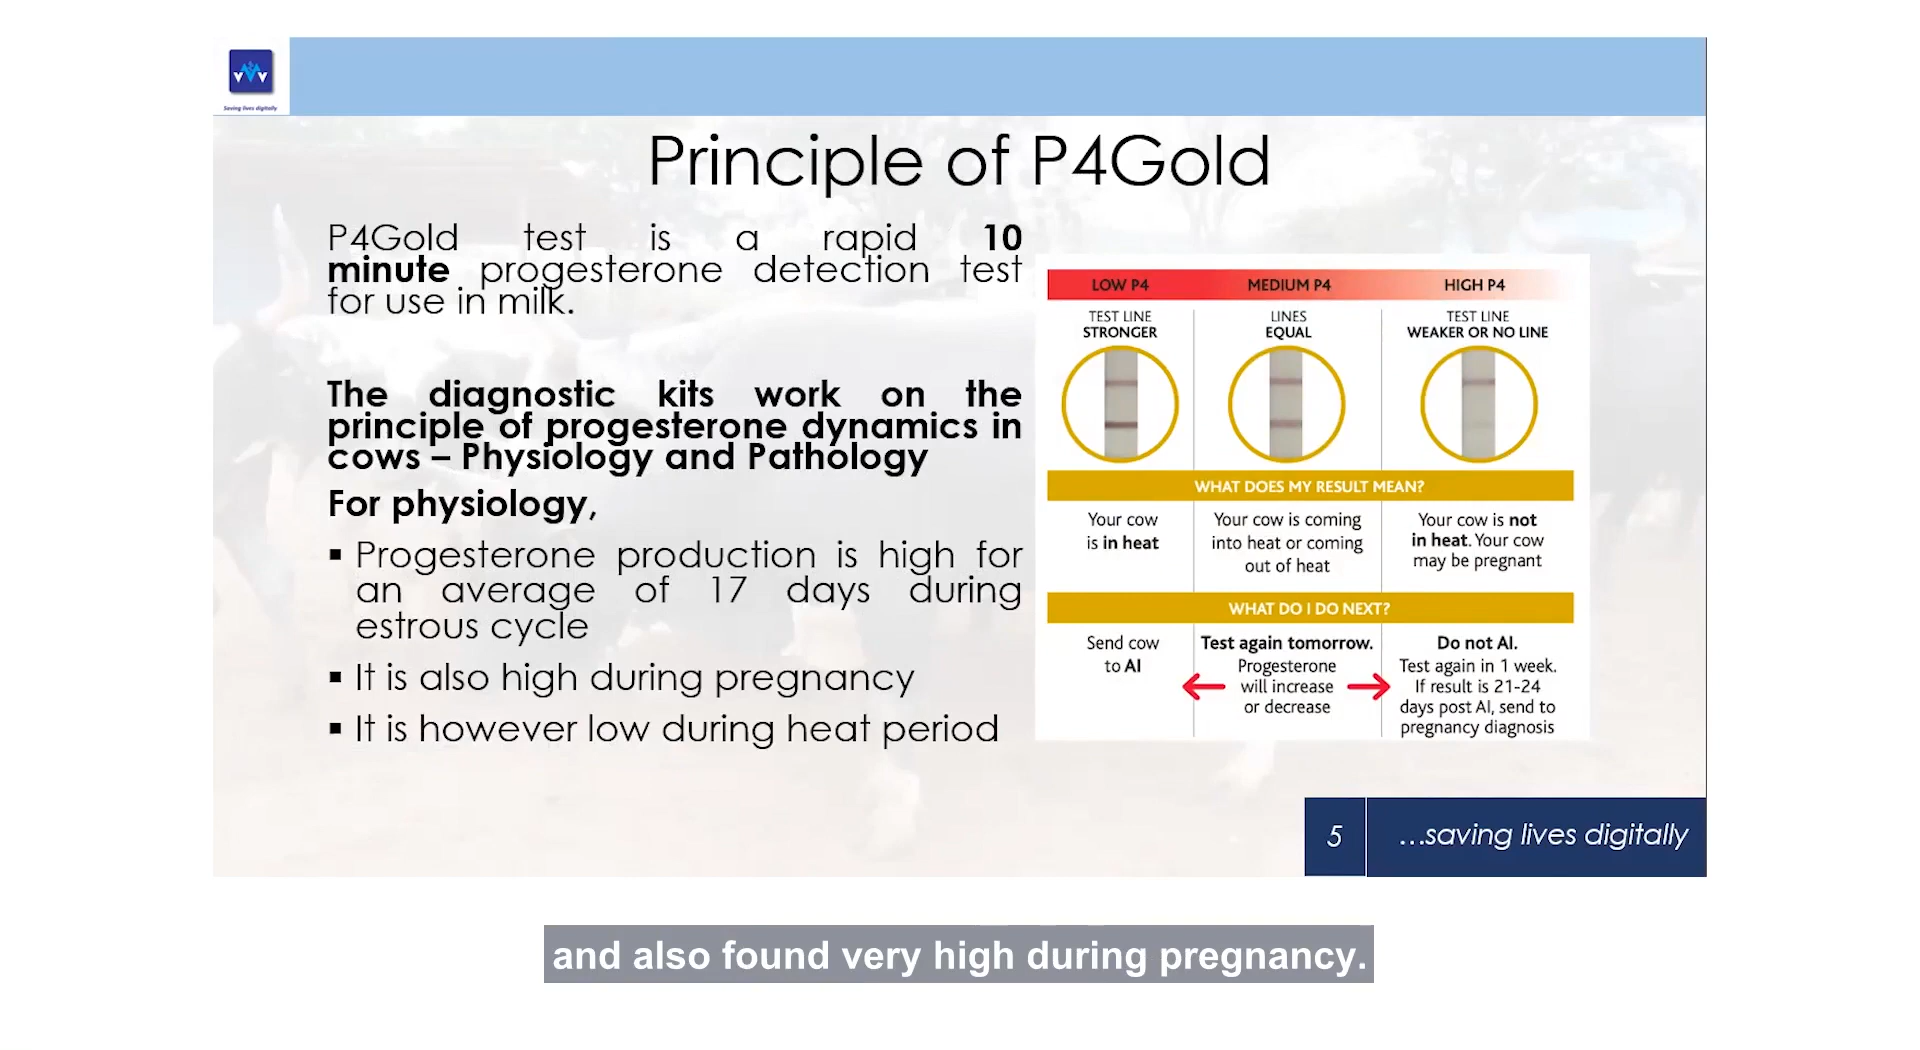 VMV
Saving lives digitally
Principle of P4Gold
P4Gold test is a rapid 10
minute progesterone detection test
for use in milk.
The diagnostic kits work on the
principle of progesterone dynamics in
cows – Physiology and Pathology
For physiology,
▪ Progesterone production is high for
an average of 17 days during
estrous cycle
▪ It is also high during pregnancy
▪ It is however low during heat period
LOW P4 MEDIUM P4 HIGH P4
TEST LINE
STRONGER
LINES
EQUAL
TEST LINE
WEAKER OR NO LINE
WHAT DOES MY RESULT MEAN?
Your cow
is in heat
Your cow is coming
into heat or coming
out of heat
Your cow is not
in heat. Your cow
may be pregnant
WHAT DO I DO NEXT?
Send cow
to AI
Test again tomorrow.
Progesterone
will increase
or decrease
Do not AI.
Test again in 1 week.
If result is 21-24
days post AI, send to
pregnancy diagnosis
5
...saving lives digitally
and also found very high during pregnancy.